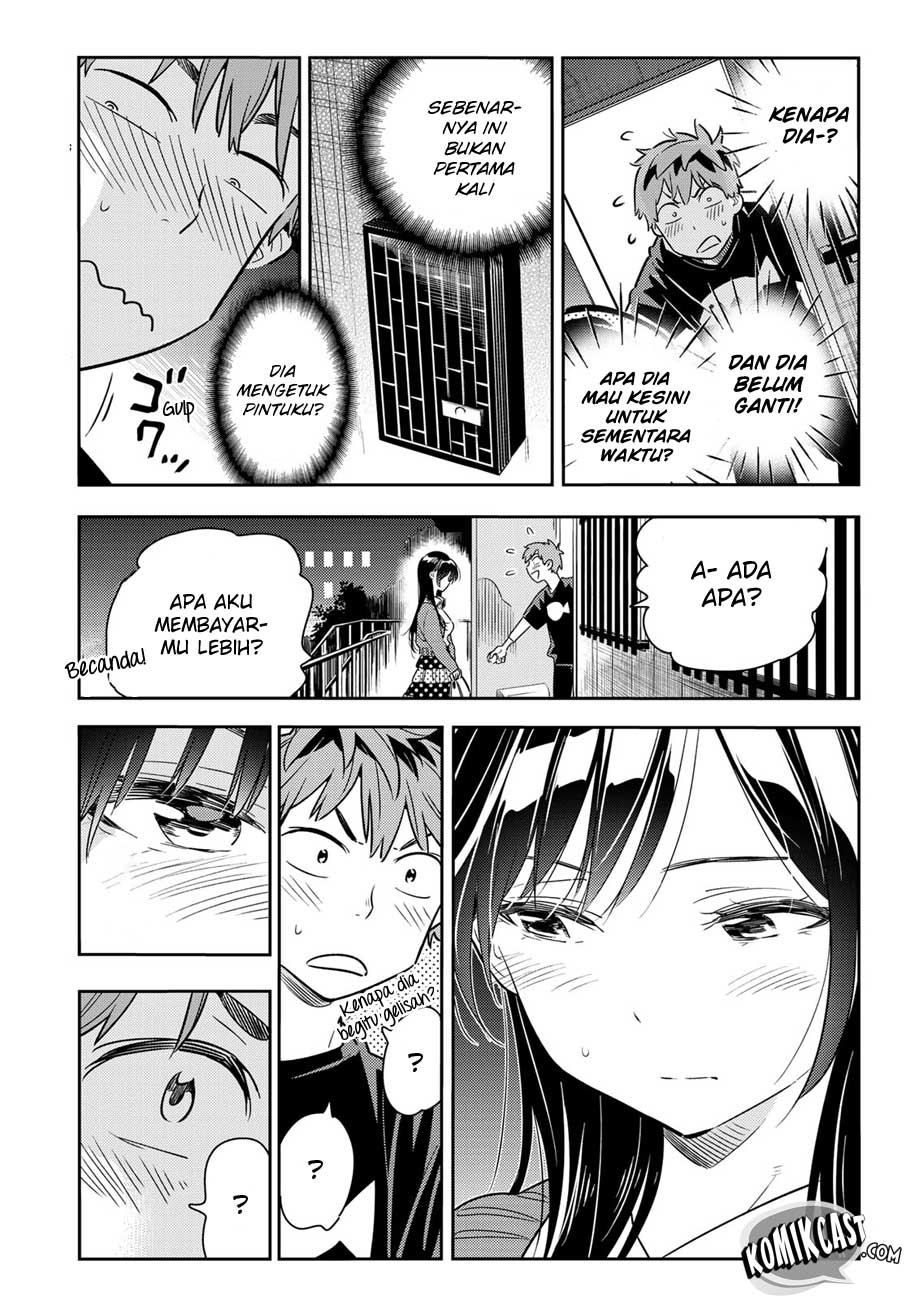 KENAPA
DIA-?
DAN DIA
BELUM
GANTI!
APA DIA
MAU KESINI
UNTUK
SEMENTARA
WAKTU?
SEBENAR-
NYA INI
BUKAN
PERTAMA
KALI
DIA
MENGETUK
PINTUKU?
ゴクッ
Gulp
A- ADA
APA?
APA AKU
MEMBAYAR-
MU LEBIH?
Becanda!
Kenapa dia
begitu gelisah?
?
?
?
KOMIKCAST.COM